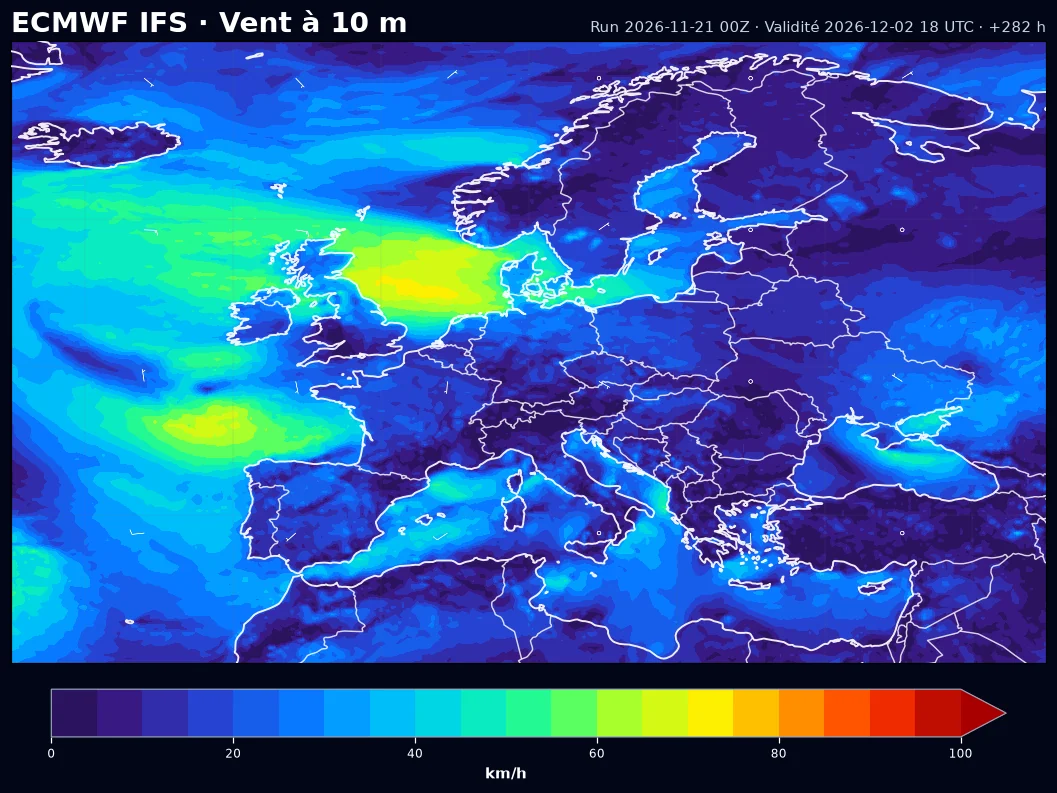 ECMWF IFS · Vent à 10 m
Run 2026-11-21 00Z · Validité 2026-12-02 18 UTC · +282 h
0 20 40 60 80 100
km/h